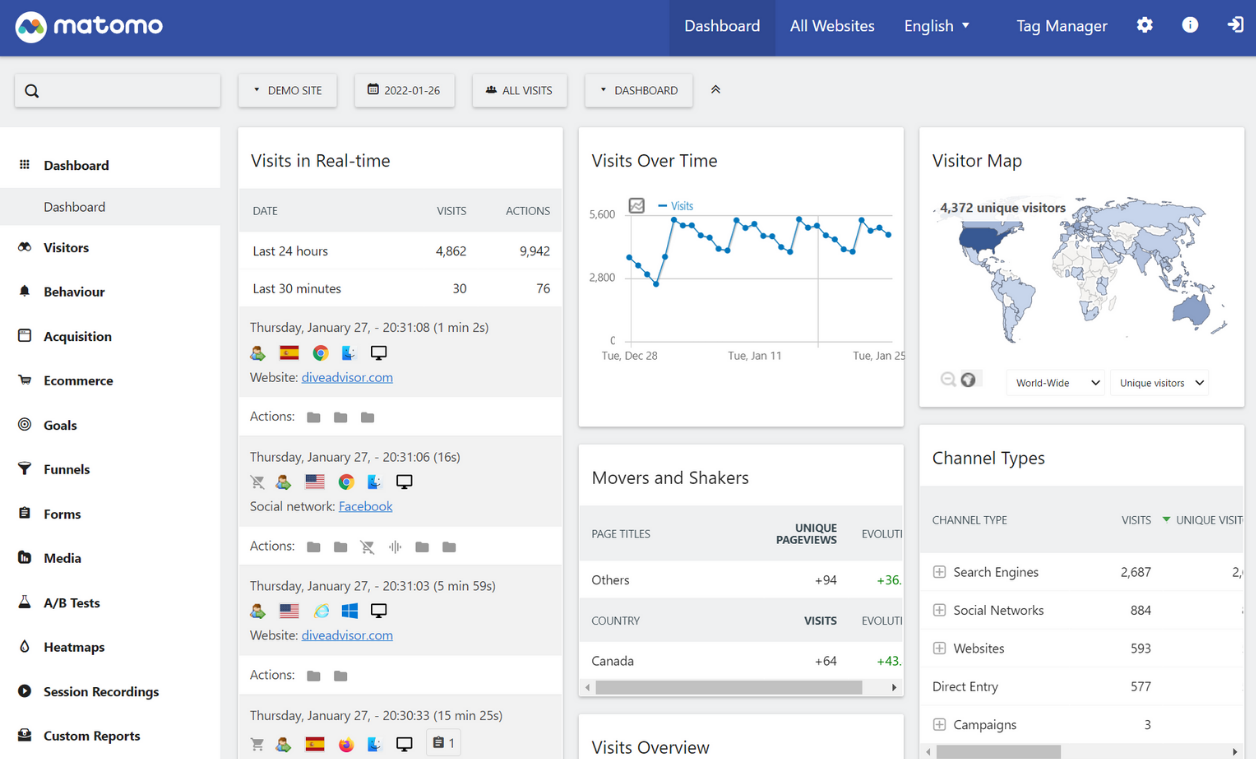 matomo
Dashboard All Websites English Tag Manager
DEMO SITE 2022-01-26 ALL VISITS DASHBOARD
Dashboard
Dashboard
Visitors
Behaviour
Acquisition
Ecommerce
Goals
Funnels
Forms
Media
A/B Tests
Heatmaps
Session Recordings
Custom Reports
Visits in Real-time
DATE VISITS ACTIONS
Last 24 hours 4,862 9,942
Last 30 minutes 30 76
Thursday, January 27, - 20:31:08 (1 min 2s)
Website: diveadvisor.com
Actions:
Thursday, January 27, - 20:31:06 (16s)
Social network: Facebook
Actions:
Thursday, January 27, - 20:31:03 (5 min 59s)
Website: diveadvisor.com
Actions:
Thursday, January 27, - 20:30:33 (15 min 25s)
1
Visits Over Time
Visits
5,600
2,800
0
Tue, Dec 28 Tue, Jan 11 Tue, Jan 25
Movers and Shakers
PAGE TITLES UNIQUE PAGEVIEWS EVOLUTI
Others +94 +36.
COUNTRY VISITS EVOLUTI
Canada +64 +43.
Visits Overview
Visitor Map
4,372 unique visitors
World-Wide Unique visitors
Channel Types
CHANNEL TYPE VISITS UNIQUE VISIT
Search Engines 2,687 2,
Social Networks 884
Websites 593
Direct Entry 577
Campaigns 3